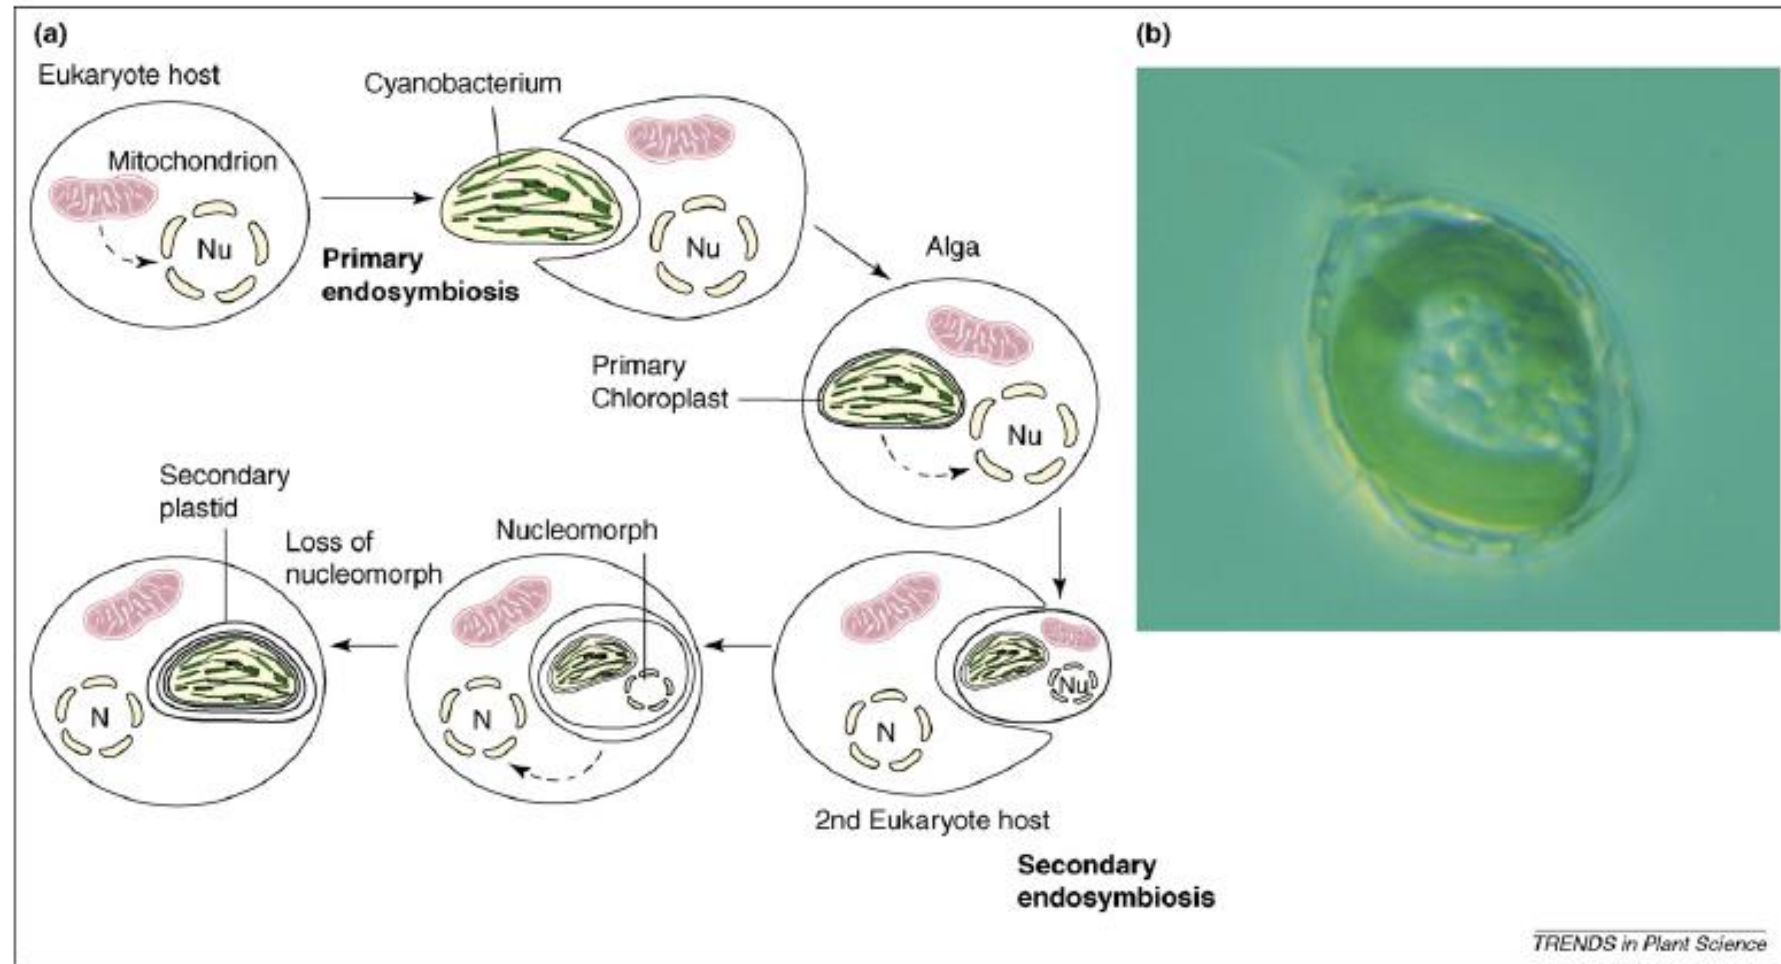 (a)
Eukaryote host
Mitochondrion
Nu
Cyanobacterium
Nu
Primary
endosymbiosis
Alga
Primary
Chloroplast
Nu
Secondary
plastid
Loss of
nucleomorph
Nucleomorph
N
N
Nu
N
2nd Eukaryote host
Secondary
endosymbiosis
(b)
TRENDS in Plant Science